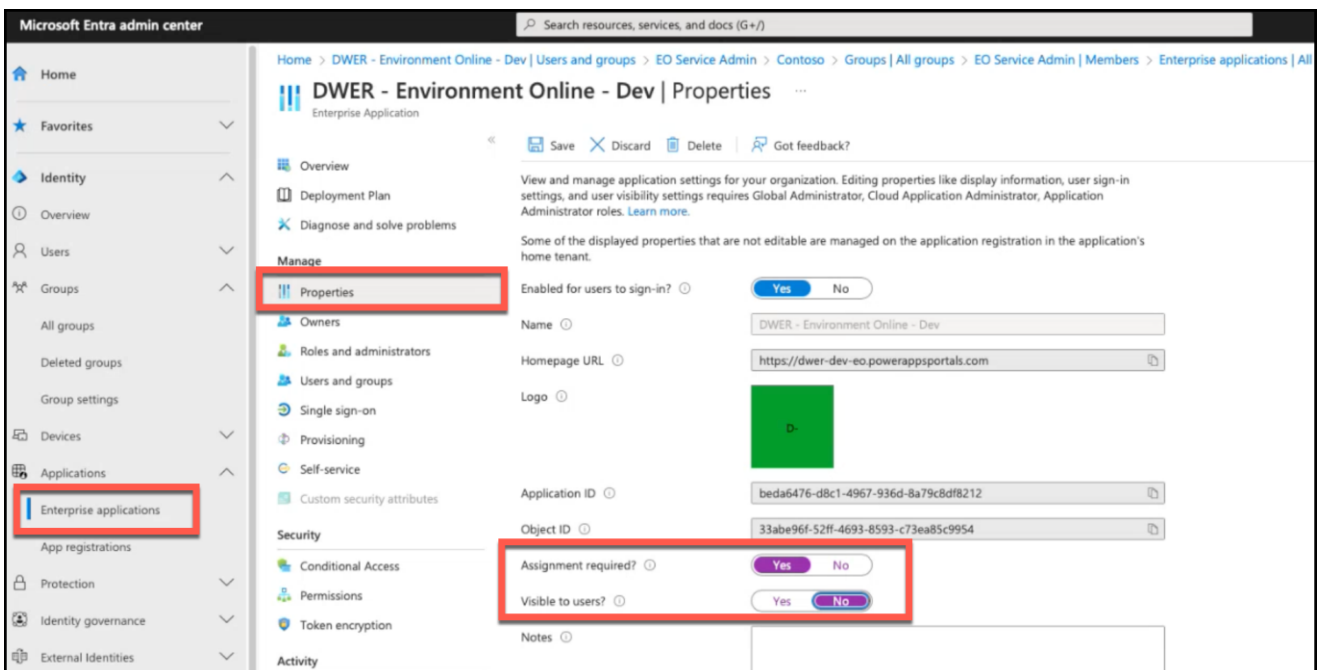 Microsoft Entra admin center
Search resources, services, and docs (G+/)
Home
Favorites
Identity
Overview
Users
Groups
All groups
Deleted groups
Group settings
Devices
Applications
Enterprise applications
App registrations
Protection
Identity governance
External Identities
Home > DWER - Environment Online - Dev | Users and groups > EO Service Admin > Contoso > Groups | All groups > EO Service Admin | Members > Enterprise applications | All
DWER - Environment Online - Dev | Properties ...
Enterprise Application
«
Overview
Deployment Plan
Diagnose and solve problems
Manage
Properties
Owners
Roles and administrators
Users and groups
Single sign-on
Provisioning
Self-service
Custom security attributes
Security
Conditional Access
Permissions
Token encryption
Activity
Save Discard Delete Got feedback?
View and manage application settings for your organization. Editing properties like display information, user sign-in
settings, and user visibility settings requires Global Administrator, Cloud Application Administrator, Application
Administrator roles. Learn more.
Some of the displayed properties that are not editable are managed on the application registration in the application's
home tenant.
Enabled for users to sign-in? Yes No
Name DWER - Environment Online - Dev
Homepage URL https://dwer-dev-eo.powerappsportals.com
Logo
D-
Application ID beda6476-d8c1-4967-936d-8a79c8df8212
Object ID 33abe96f-52ff-4693-8593-c73ea85c9954
Assignment required? Yes No
Visible to users? Yes No
Notes